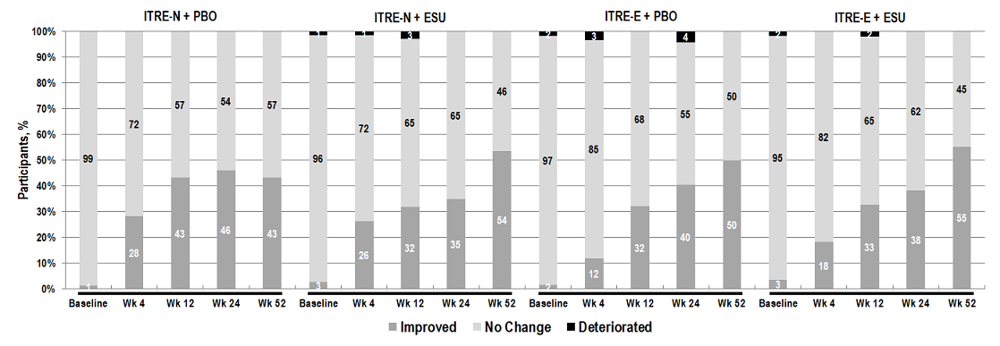 ITRE-N + PBO ITRE-N + ESU ITRE-E + PBO ITRE-E + ESU
100%
90%
80%
70%
60%
50%
40%
30%
20%
10%
0%
Participants, %
99 72 57 54 57
1 28 43 46 43
1 1 3
96 72 65 65 46
3 26 32 35 54
2 3 4
97 85 68 55 50
2 12 32 40 50
2 2
95 82 65 62 45
3 18 33 38 55
Baseline Wk 4 Wk 12 Wk 24 Wk 52 Baseline Wk 4 Wk 12 Wk 24 Wk 52 Baseline Wk 4 Wk 12 Wk 24 Wk 52 Baseline Wk 4 Wk 12 Wk 24 Wk 52
Improved No Change Deteriorated